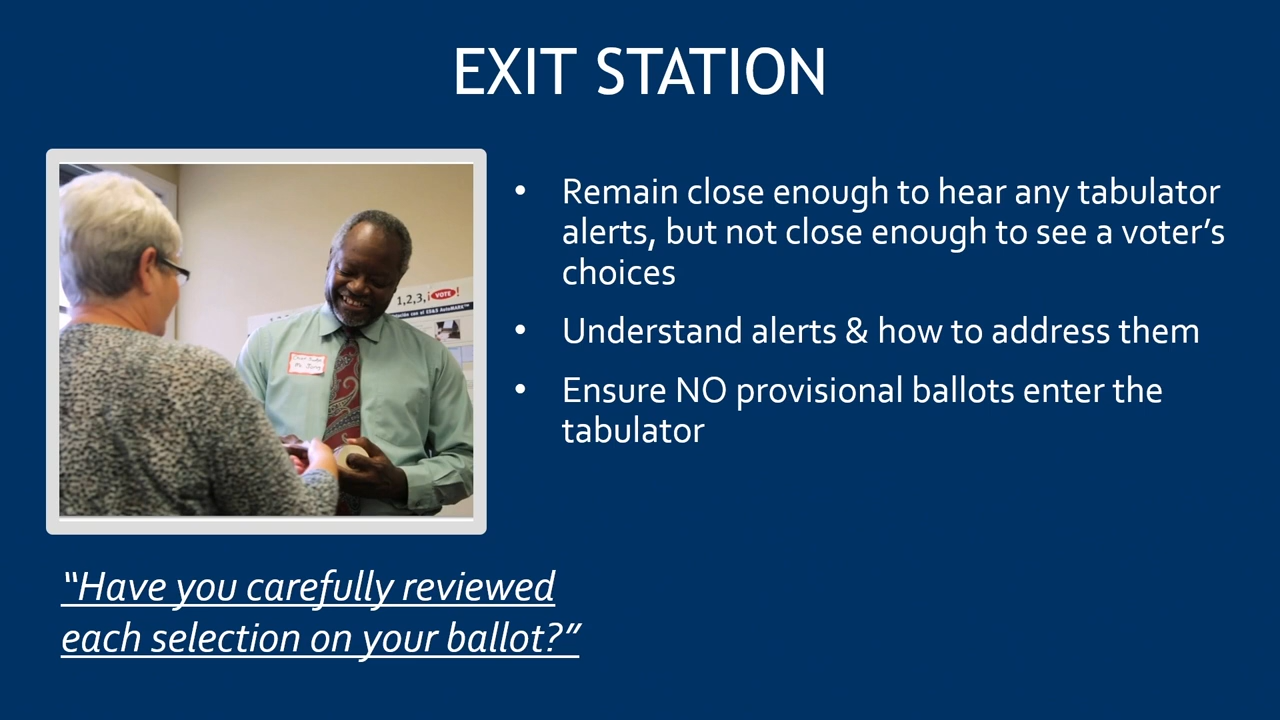 EXIT STATION
• Remain close enough to hear any tabulator
alerts, but not close enough to see a voter’s
choices
• Understand alerts & how to address them
• Ensure NO provisional ballots enter the
tabulator
1,2,3, ¡VOTE!
ES&S AutoMARK™
“Have you carefully reviewed
each selection on your ballot?”